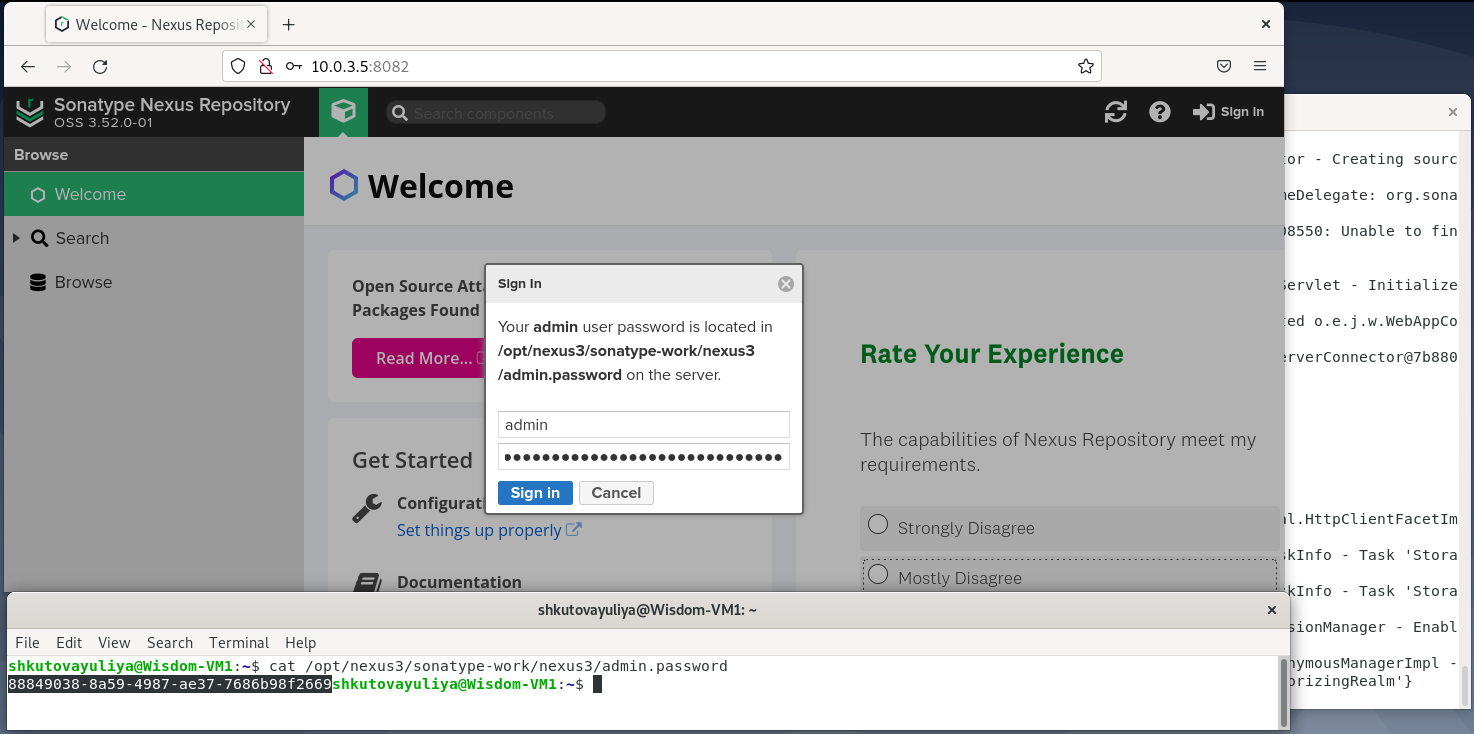 Welcome - Nexus Reposit
10.0.3.5:8082
Sonatype Nexus Repository
OSS 3.52.0-01
Search components
Sign In
Browse
Welcome
Search
Browse
Welcome
Open Source Atta
Packages Found
Read More...
Get Started
Configurati
Set things up properly
Documentation
Sign In
Your admin user password is located in
/opt/nexus3/sonatype-work/nexus3
/admin.password on the server.
admin
Sign in
Cancel
Rate Your Experience
The capabilities of Nexus Repository meet my
requirements.
Strongly Disagree
Mostly Disagree
tor - Creating sourc
meDelegate: org.sona
08550: Unable to fin
Servlet - Initialize
ted o.e.j.w.WebAppCo
erverConnector@7b880
al.HttpClientFacetIm
skInfo - Task 'Stora
skInfo - Task 'Stora
sionManager - Enabl
nymousManagerImpl -
orizingRealm'}
shkutovayuliya@Wisdom-VM1: ~
File Edit View Search Terminal Help
shkutovayuliya@Wisdom-VM1:~$ cat /opt/nexus3/sonatype-work/nexus3/admin.password
88849038-8a59-4987-ae37-7686b98f2669shkutovayuliya@Wisdom-VM1:~$